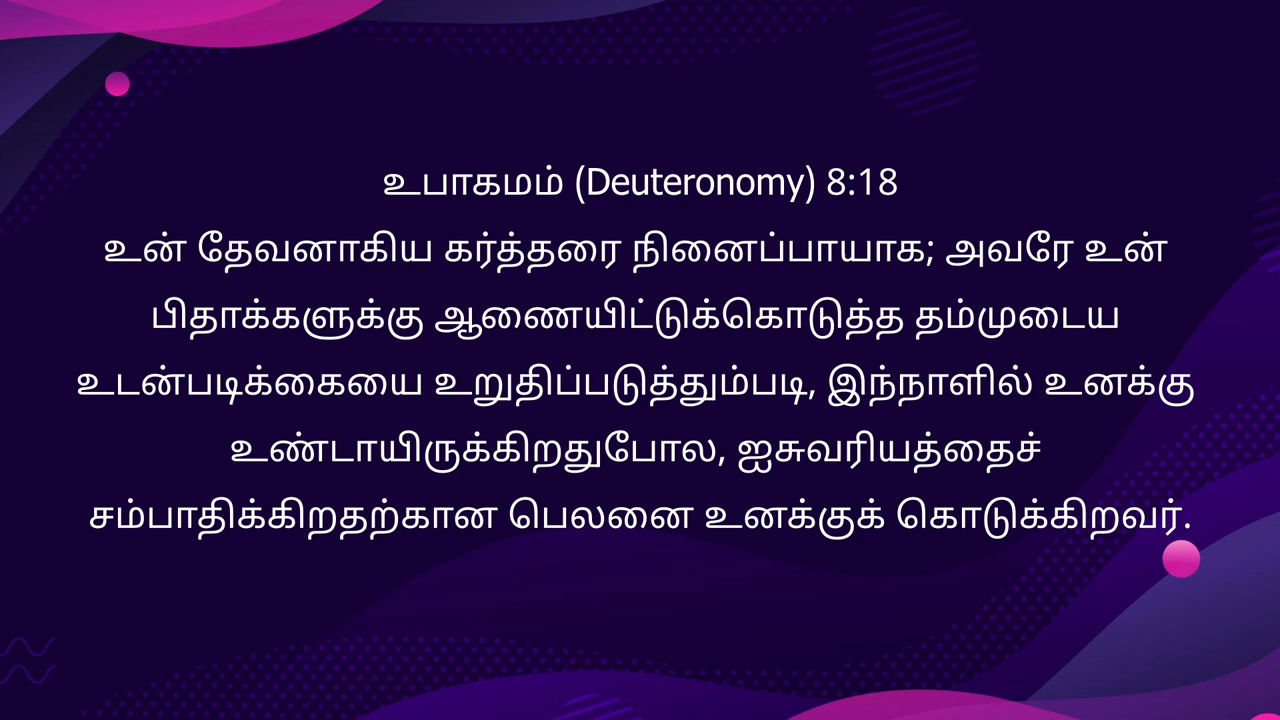 உபாகமம் (Deuteronomy) 8:18
உன் தேவனாகிய கர்த்தரை நினைப்பாயாக; அவரே உன்
பிதாக்களுக்கு ஆணையிட்டுக்கொடுத்த தம்முடைய
உடன்படிக்கையை உறுதிப்படுத்தும்படி, இந்நாளில் உனக்கு
உண்டாயிருக்கிறதுபோல, ஐசுவரியத்தைச்
சம்பாதிக்கிறதற்கான பெலனை உனக்குக் கொடுக்கிறவர்.